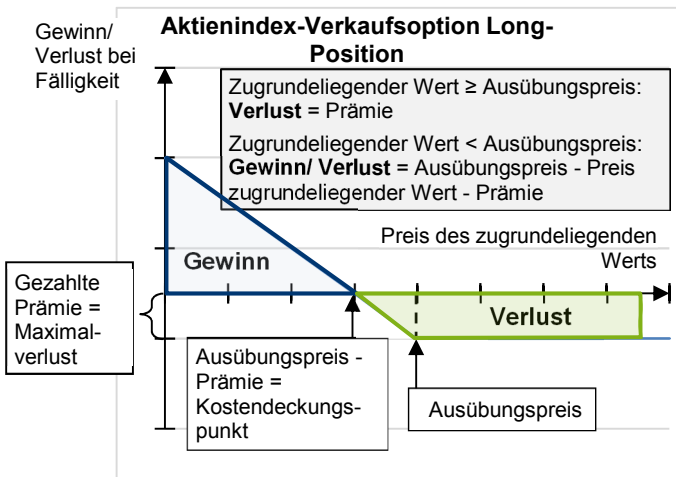 Gewinn/
Verlust bei
Fälligkeit
Aktienindex-Verkaufsoption Long-
Position
Zugrundeliegender Wert ≥ Ausübungspreis:
Verlust = Prämie
Zugrundeliegender Wert < Ausübungspreis:
Gewinn/ Verlust = Ausübungspreis - Preis
zugrundeliegender Wert - Prämie
Preis des zugrundeliegenden
Werts
Gewinn
Gezahlte
Prämie =
Maximal-
verlust
Verlust
Ausübungspreis -
Prämie =
Kostendeckungs-
punkt
Ausübungspreis